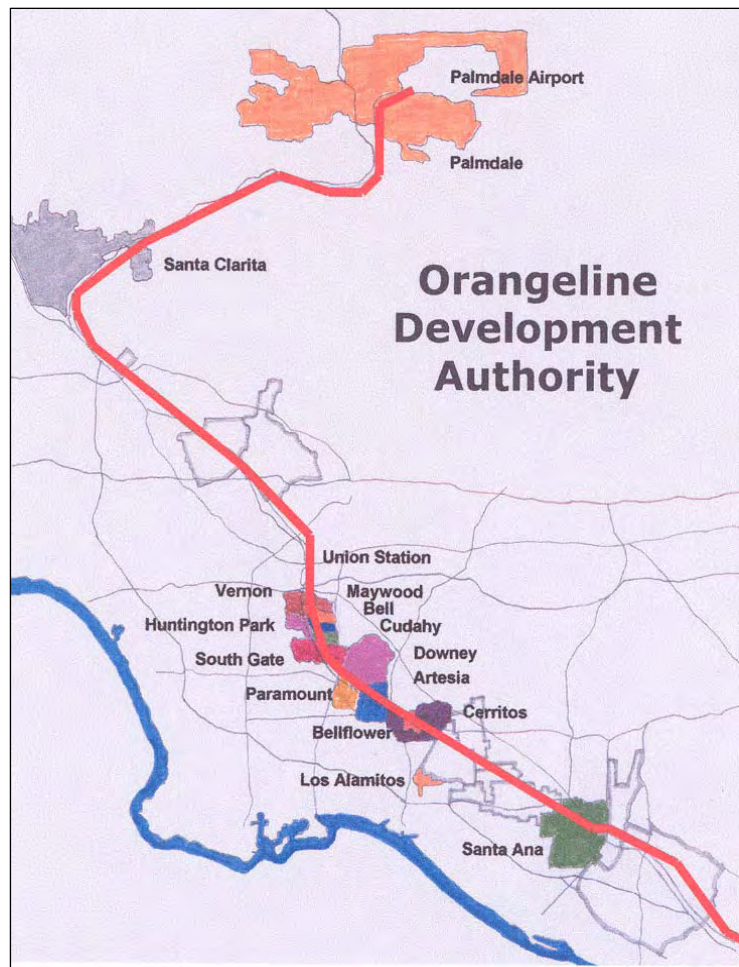 Palmdale Airport
Palmdale
Santa Clarita
Orangeline
Development
Authority
Union Station
Vernon
Maywood
Bell
Huntington Park
Cudahy
South Gate
Downey
Artesia
Paramount
Cerritos
Bellflower
Los Alamitos
Santa Ana